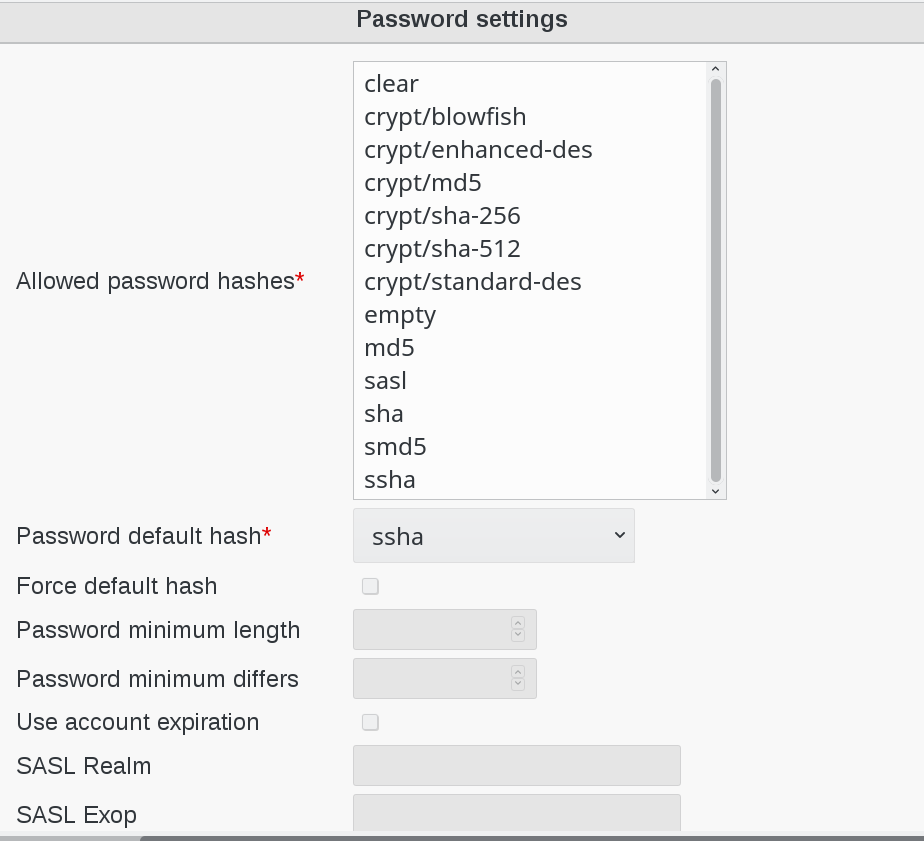 Password settings
Allowed password hashes*
clear
crypt/blowfish
crypt/enhanced-des
crypt/md5
crypt/sha-256
crypt/sha-512
crypt/standard-des
empty
md5
sasl
sha
smd5
ssha
Password default hash* ssha
Force default hash
Password minimum length
Password minimum differs
Use account expiration
SASL Realm
SASL Exop